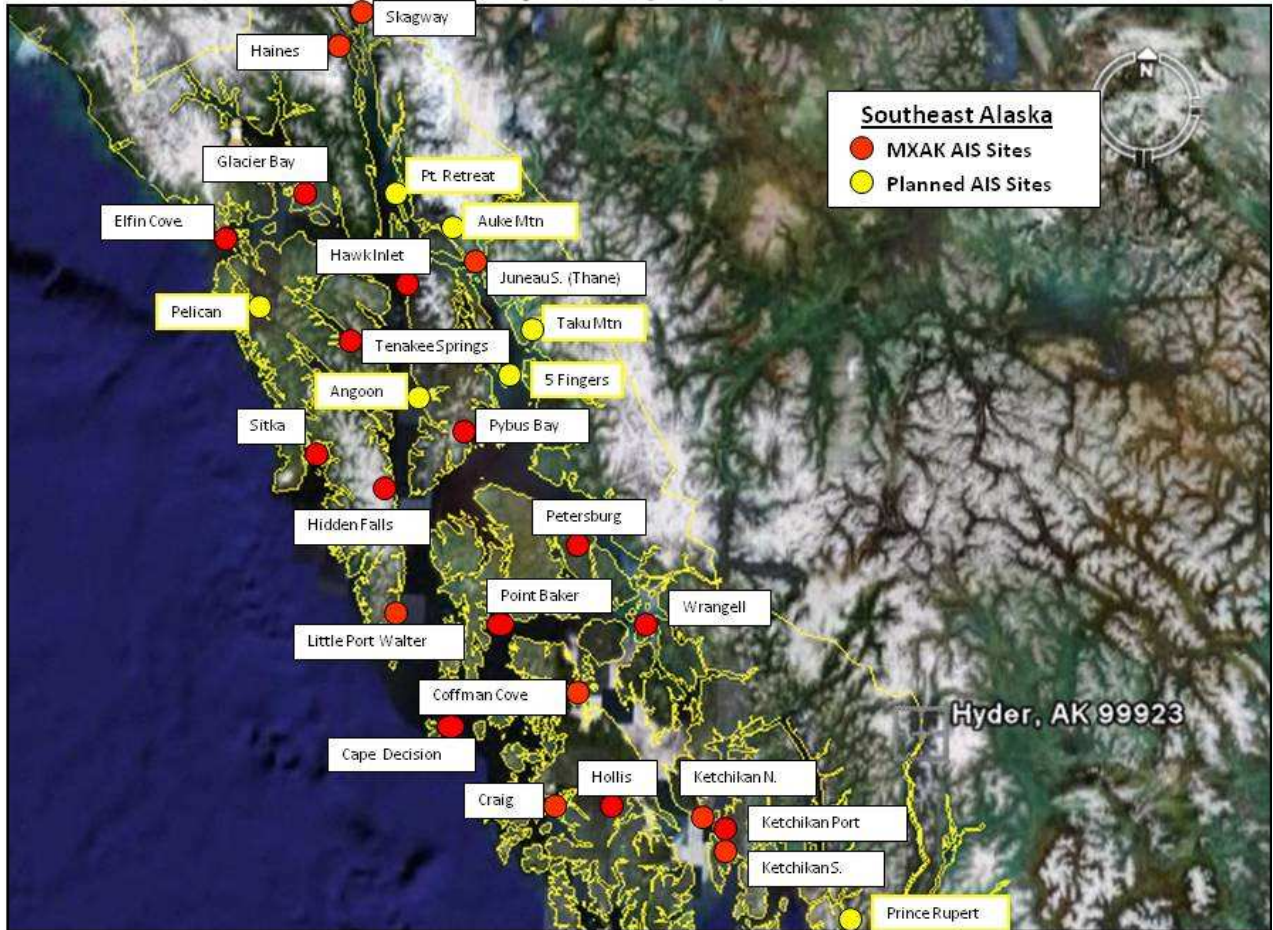 Skagway
Haines
N
Southeast Alaska
MXAK AIS Sites
Planned AIS Sites
Glacier Bay
Pt. Retreat
Elfin Cove
Auke Mtn
Hawk Inlet
Juneau S. (Thane)
Pelican
Taku Mtn
Tenakee Springs
5 Fingers
Angoon
Sitka
Pybus Bay
Hidden Falls
Petersburg
Point Baker
Wrangell
Little Port Walter
Coffman Cove
Hyder, AK 99923
Cape Decision
Hollis
Ketchikan N.
Craig
Ketchikan Port
Ketchikan S.
Prince Rupert